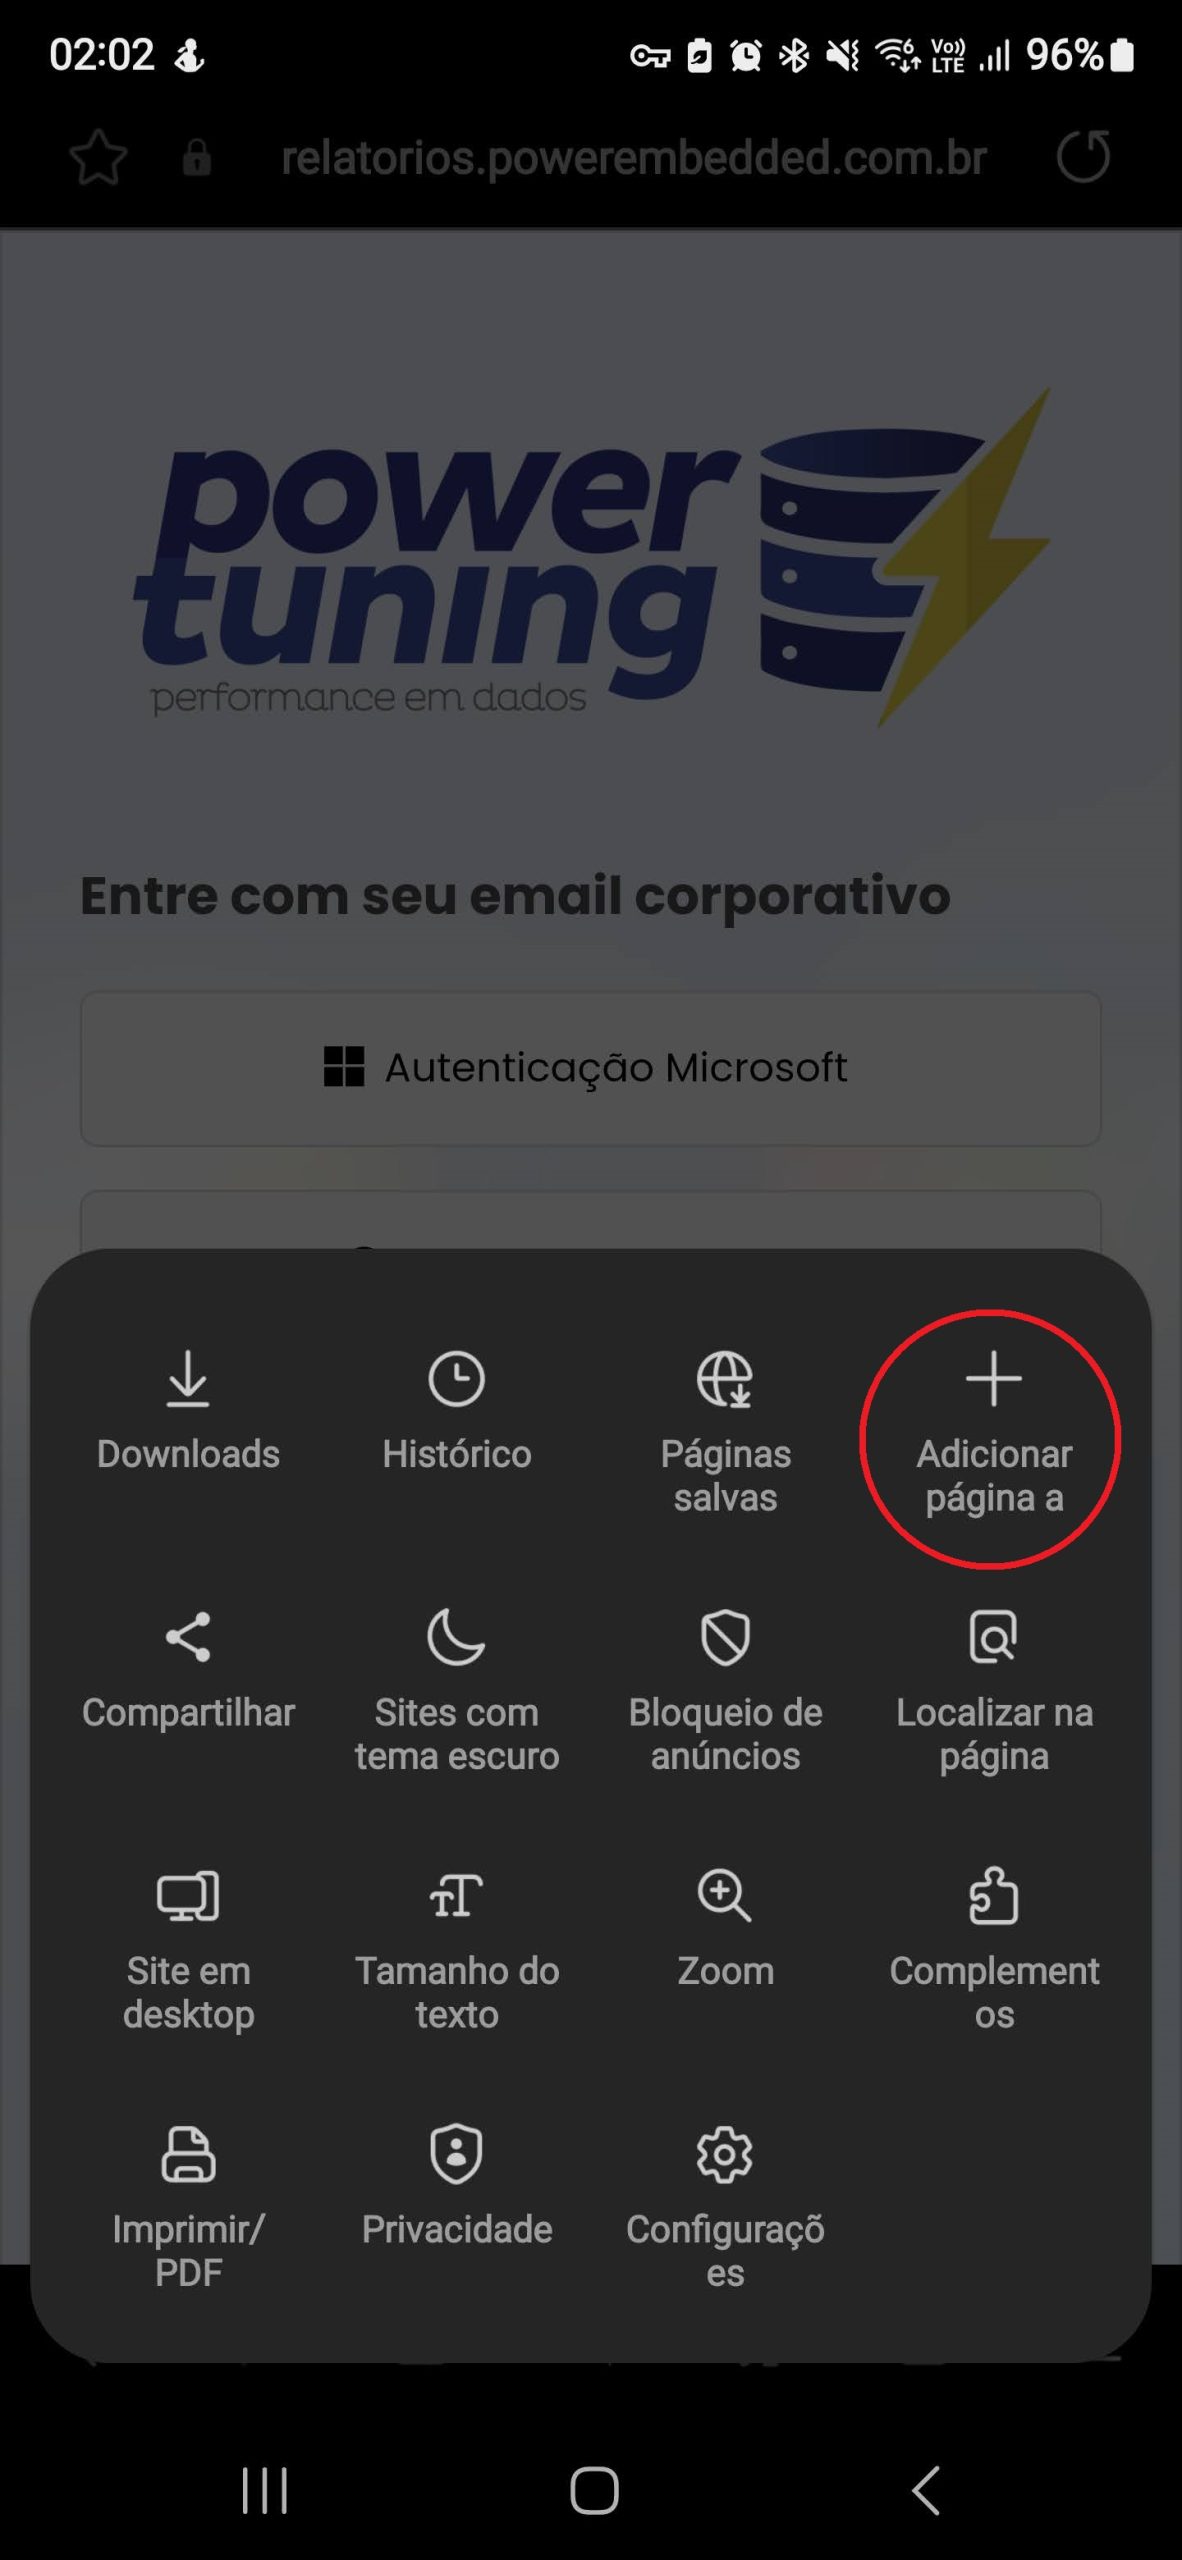 02:02
6
Vo))
LTE
96%
relatorios.powerembedded.com.br
power
tuning
performance em dados
Entre com seu email corporativo
Autenticação Microsoft
Downloads
Histórico
Páginas
salvas
Adicionar
página a
Compartilhar
Sites com
tema escuro
Bloqueio de
anúncios
Localizar na
página
Site em
desktop
Tamanho do
texto
Zoom
Complement
os
Imprimir/
PDF
Privacidade
Configuraçõ
es